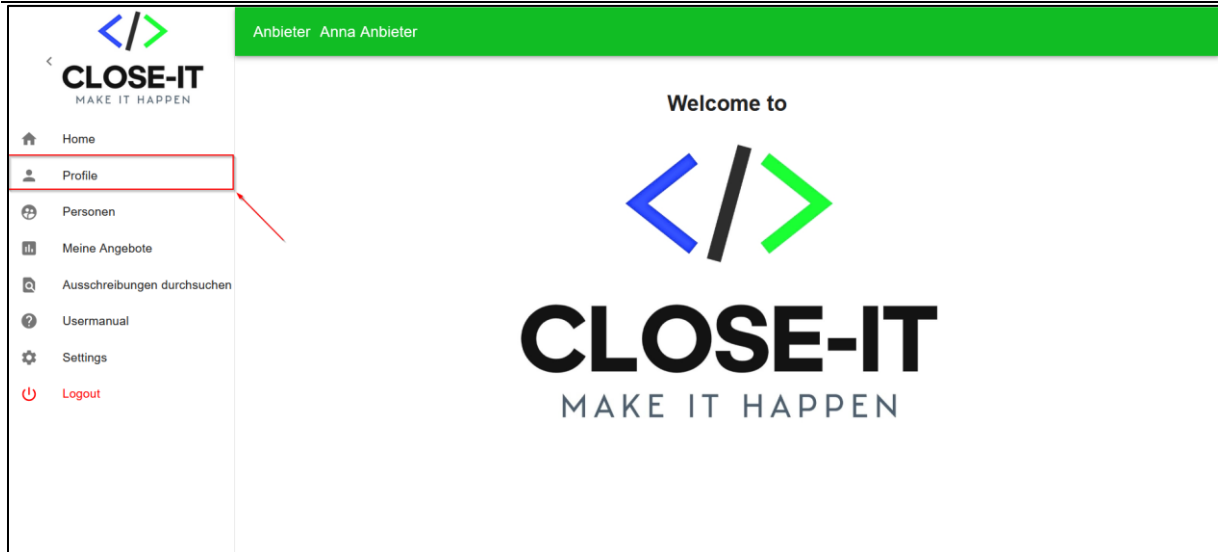 CLOSE-IT
MAKE IT HAPPEN
Home
Profile
Personen
Meine Angebote
Ausschreibungen durchsuchen
Usermanual
Settings
Logout
Anbieter Anna Anbieter
Welcome to
CLOSE-IT
MAKE IT HAPPEN